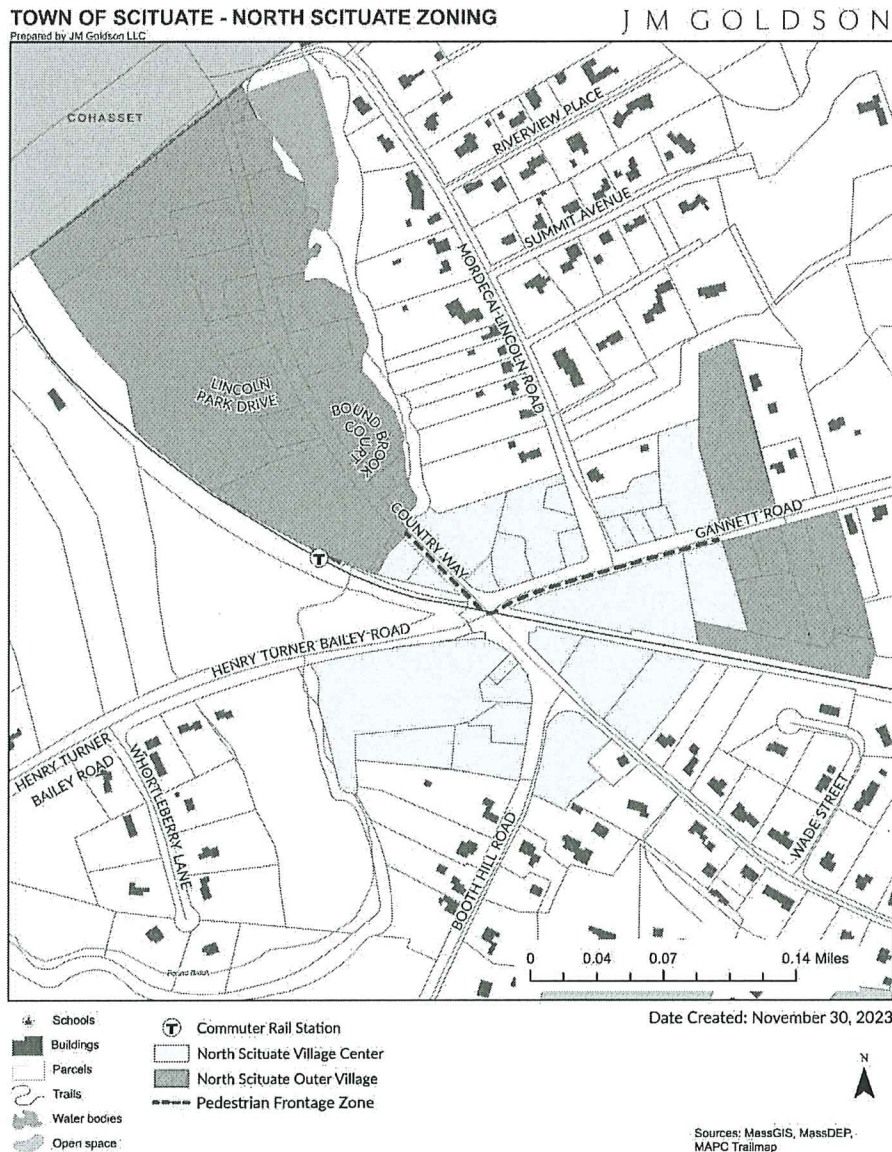 TOWN OF SCITUATE - NORTH SCITUATE ZONING
Prepared by JM Goldson LLC
J M G O L D S O N
COHASSET
RIVERVIEW PLACE
SUMMIT AVENUE
MORDECAI LINCOLN ROAD
LINCOLN
PARK DRIVE
BOUND BROOK
COURT
COUNTRY WAY
GANNETT ROAD
T
HENRY TURNER BAILEY ROAD
HENRY TURNER
BAILEY ROAD
WHORTLEBERRY LANE
BOOTH HILL ROAD
WADE STREET
Bound Brook
0 0.04 0.07 0.14 Miles
Date Created: November 30, 2023
Schools
Buildings
Parcels
Trails
Water bodies
Open space
T Commuter Rail Station
North Scituate Village Center
North Scituate Outer Village
Pedestrian Frontage Zone
N
Sources: MassGIS, MassDEP,
MAPC Trailmap